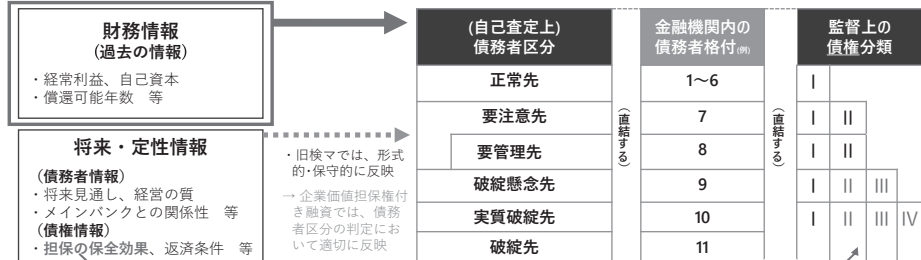 財務情報
(過去の情報)
・経常利益、自己資本
・償還可能年数 等
将来・定性情報
(債務者情報)
・将来見通し、経営の質
・メインバンクとの関係性 等
(債権情報)
・担保の保全効果、返済条件 等
・旧検マでは、形式
的・保守的に反映
→ 企業価値担保権付
き融資では、債務
者区分の判定にお
いて適切に反映
(自己査定上)
債務者区分
正常先
要注意先
要管理先
破綻懸念先
実質破綻先
破綻先
(直結する)
金融機関内の
債務者格付(例)
1～6
7
8
9
10
11
(直結する)
監督上の
債権分類
Ⅰ
Ⅰ Ⅱ
Ⅰ Ⅱ
Ⅰ Ⅱ Ⅲ
Ⅰ Ⅱ Ⅲ Ⅳ